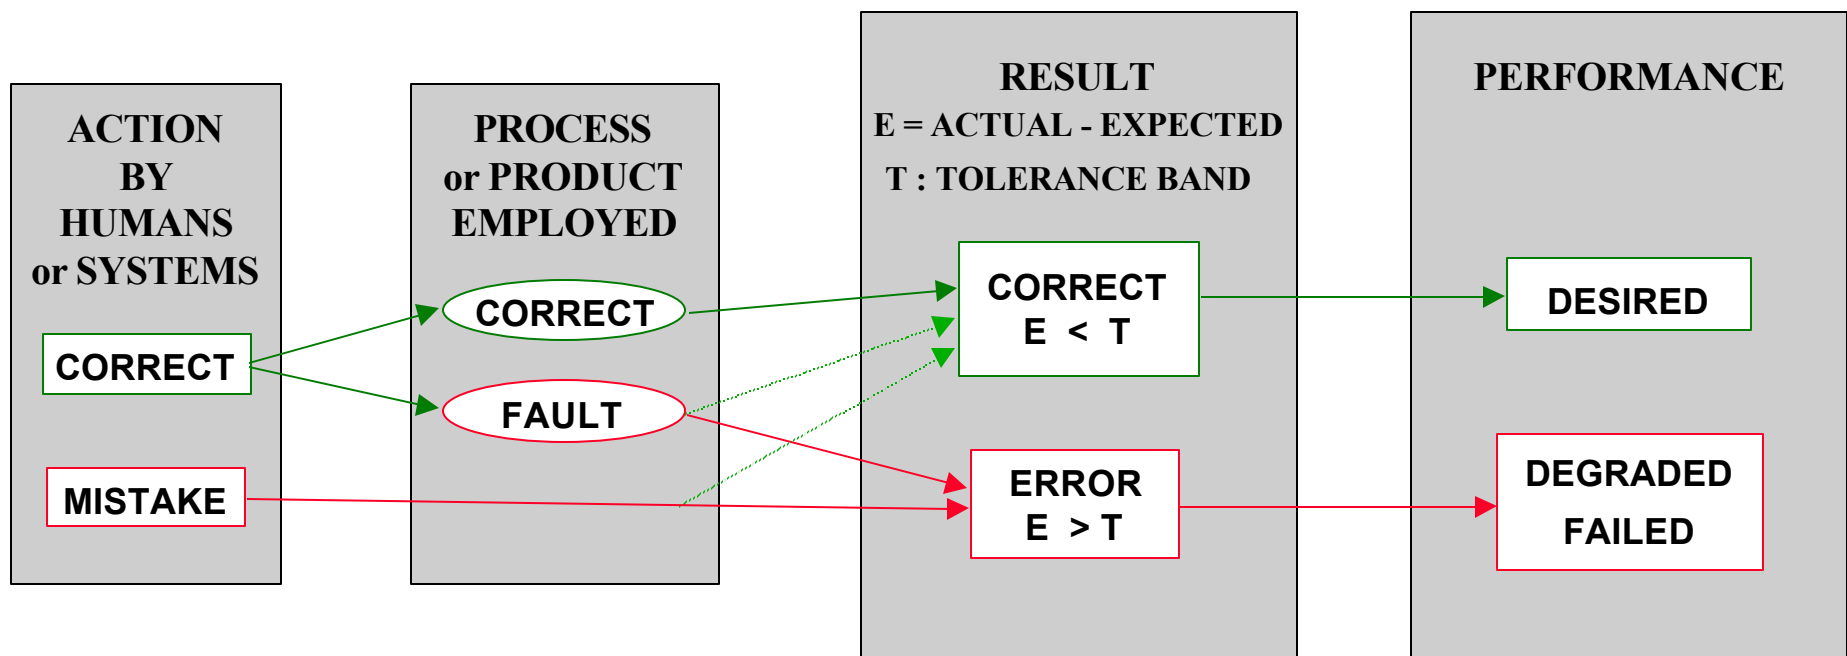 ACTION
BY
HUMANS
or SYSTEMS
CORRECT
MISTAKE
PROCESS
or PRODUCT
EMPLOYED
CORRECT
FAULT
RESULT
E = ACTUAL - EXPECTED
T : TOLERANCE BAND
CORRECT
E < T
ERROR
E > T
PERFORMANCE
DESIRED
DEGRADED
FAILED